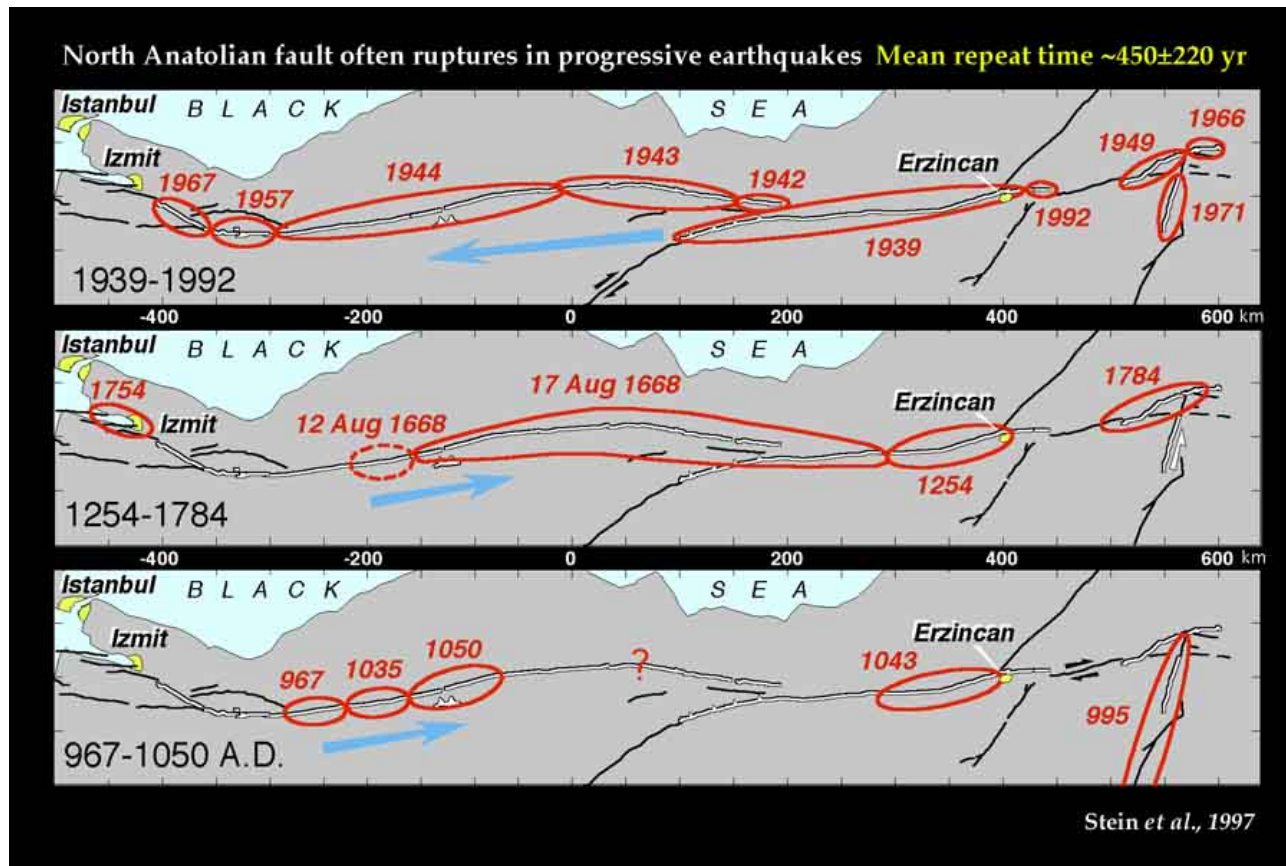 North Anatolian fault often ruptures in progressive earthquakes Mean repeat time ~450±220 yr
Istanbul B L A C K S E A
Izmit
1967
1957
1944
1943
1942
Erzincan
1939
1992
1949
1966
1971
1939-1992
-400 -200 0 200 400 600 km
Istanbul B L A C K S E A
1754
Izmit
12 Aug 1668
17 Aug 1668
Erzincan
1254
1784
1254-1784
-400 -200 0 200 400 600 km
Istanbul B L A C K S E A
Izmit
967
1035
1050
?
1043
Erzincan
995
967-1050 A.D.
Stein et al., 1997